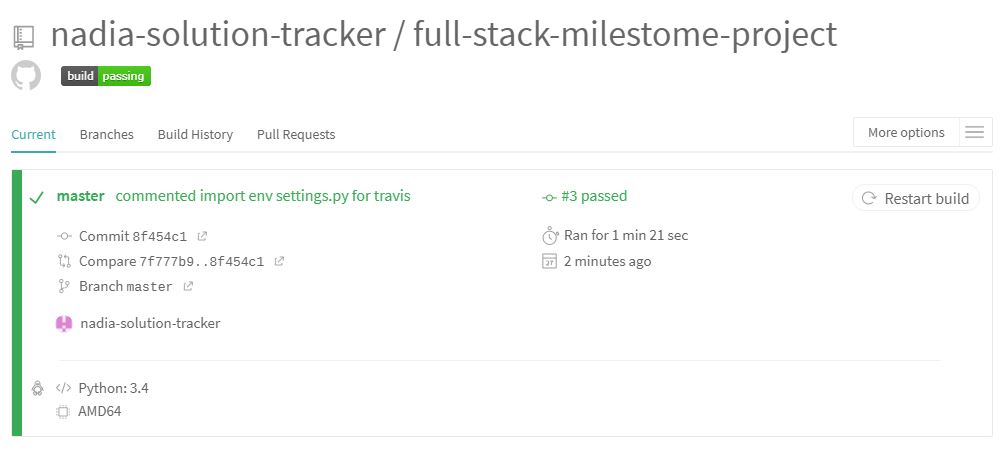 nadia-solution-tracker / full-stack-milestome-project
build passing
Current Branches Build History Pull Requests More options
master commented import env settings.py for travis #3 passed Restart build
Commit 8f454c1 Ran for 1 min 21 sec
Compare 7f777b9..8f454c1 27 2 minutes ago
Branch master
nadia-solution-tracker
</> Python: 3.4
AMD64